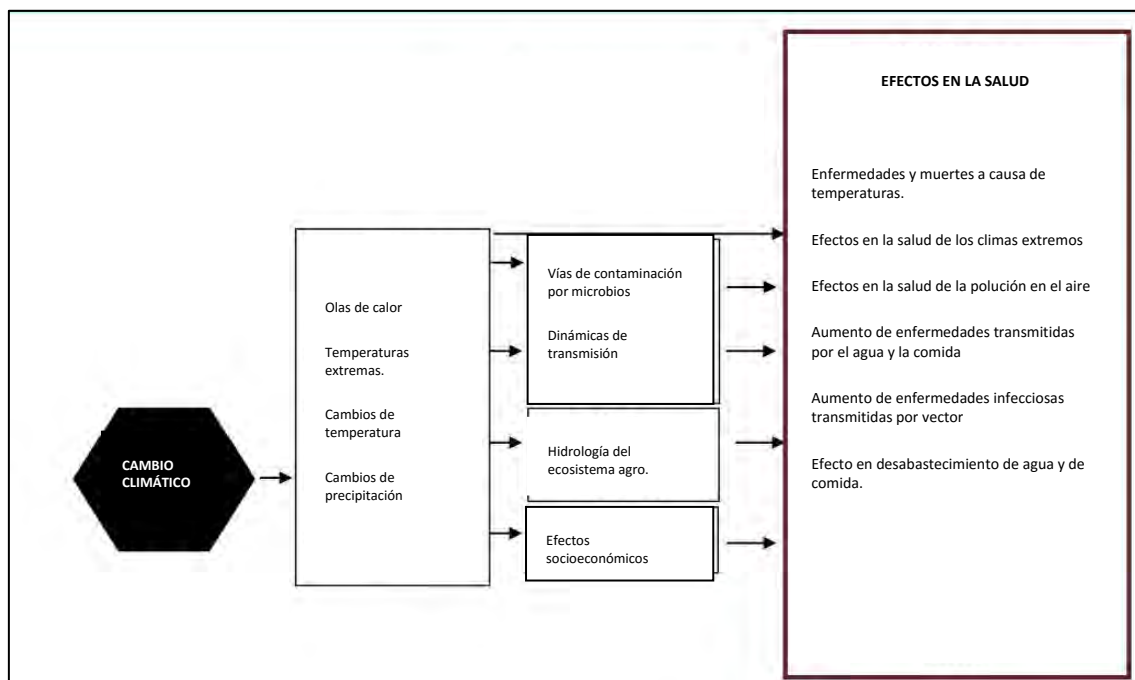 CAMBIO
CLIMÁTICO
Olas de calor
Temperaturas
extremas.
Cambios de
temperatura
Cambios de
precipitación
Vías de contaminación
por microbios
Dinámicas de
transmisión
Hidrología del
ecosistema agro.
Efectos
socioeconómicos
EFECTOS EN LA SALUD
Enfermedades y muertes a causa de
temperaturas.
Efectos en la salud de los climas extremos
Efectos en la salud de la polución en el aire
Aumento de enfermedades transmitidas
por el agua y la comida
Aumento de enfermedades infecciosas
transmitidas por vector
Efecto en desabastecimiento de agua y de
comida.